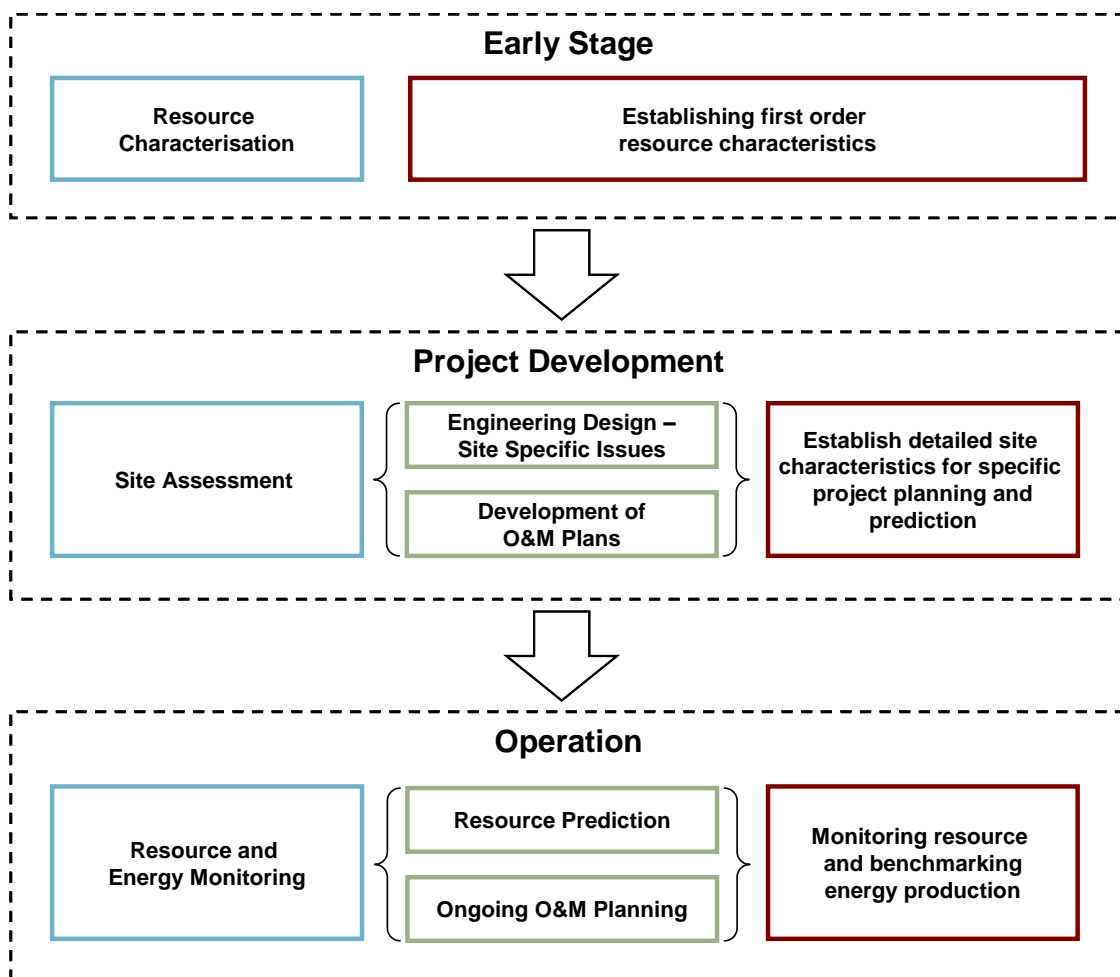 Early Stage
Resource
Characterisation
Establishing first order
resource characteristics
Project Development
Site Assessment
Engineering Design –
Site Specific Issues
Development of
O&M Plans
Establish detailed site
characteristics for specific
project planning and
prediction
Operation
Resource and
Energy Monitoring
Resource Prediction
Ongoing O&M Planning
Monitoring resource
and benchmarking
energy production